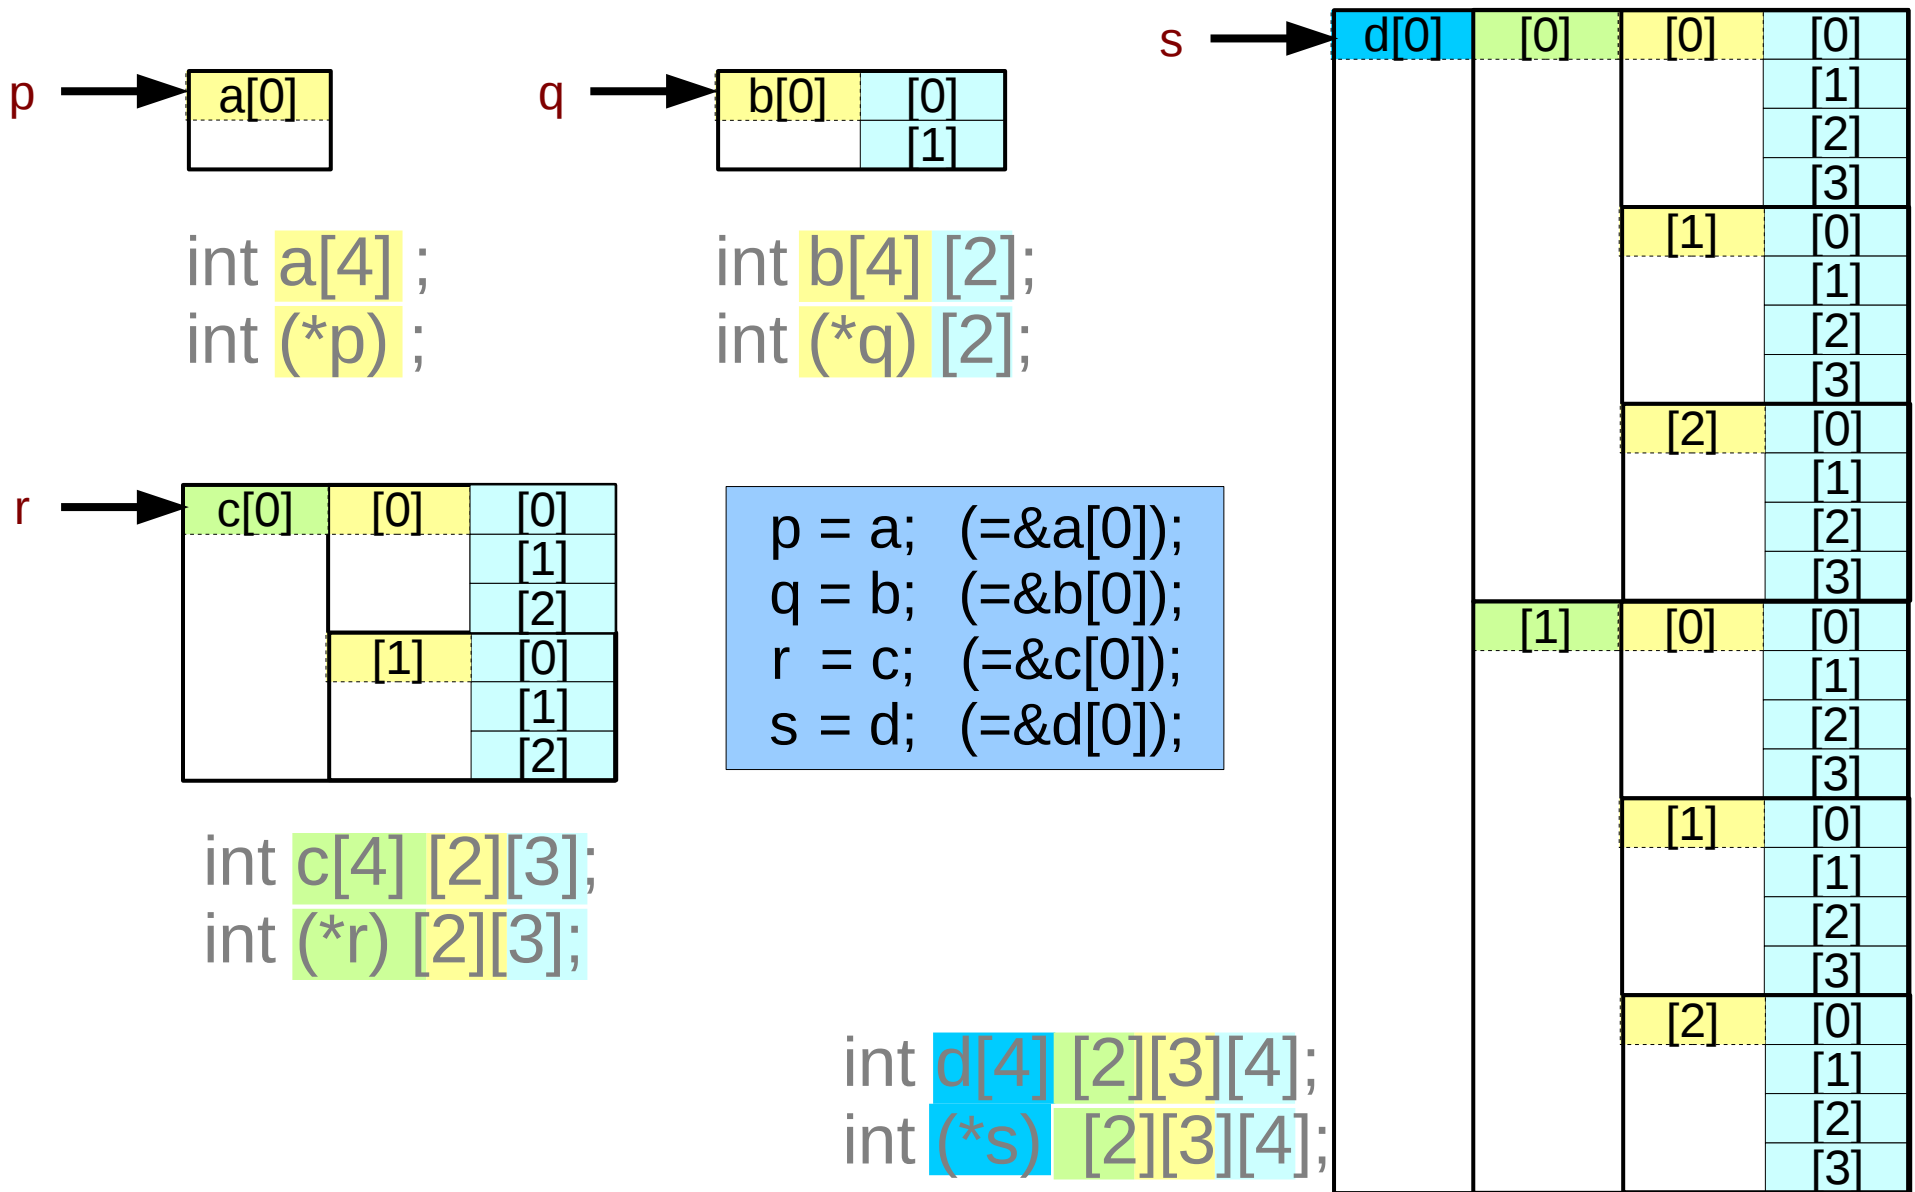 p
a[0]
int a[4] ;
int (*p) ;
q
b[0] [0]
[1]
int b[4] [2];
int (*q) [2];
r
c[0] [0] [0]
[1]
[2]
[1] [0]
[1]
[2]
int c[4] [2][3];
int (*r) [2][3];
p = a; (=&a[0]);
q = b; (=&b[0]);
r = c; (=&c[0]);
s = d; (=&d[0]);
int d[4] [2][3][4];
int (*s) [2][3][4];
s
d[0] [0] [0] [0]
[1]
[2]
[3]
[1] [0]
[1]
[2]
[3]
[2] [0]
[1]
[2]
[3]
[1] [0] [0]
[1]
[2]
[3]
[1] [0]
[1]
[2]
[3]
[2] [0]
[1]
[2]
[3]